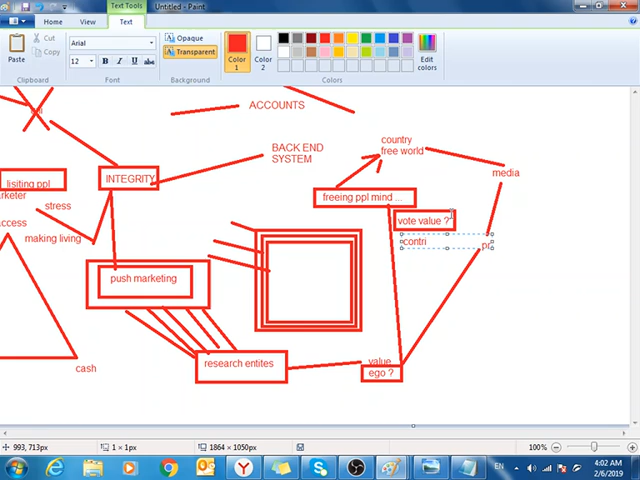 Text Tools
Untitled - Paint
Home
View
Text
Paste
Cut
Copy
Clipboard
Arial
12
B I U abc
Font
Opaque
Transparent
Background
Color
1
Color
2
Edit
colors
Colors
ACCOUNTS
BACK END
SYSTEM
country
free world
media
INTEGRITY
lisiting ppl
keter
stress
access
making living
freeing ppl mind ...
vote value ?
contri
push marketing
research entites
value
ego ?
cash
993, 713px
1 × 1px
1864 × 1050px
100%
EN
4:02 AM
2/6/2019